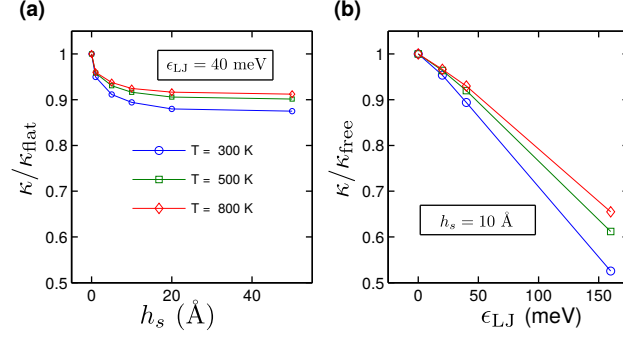 (a)
(b)
1
0.9
0.8
0.7
0.6
0.5
κ/κflat
ϵLJ = 40 meV
T = 300 K
T = 500 K
T = 800 K
0 20 40
hs (Å)
1
0.9
0.8
0.7
0.6
0.5
κ/κfree
hs = 10 Å
0 50 100 150
ϵLJ (meV)